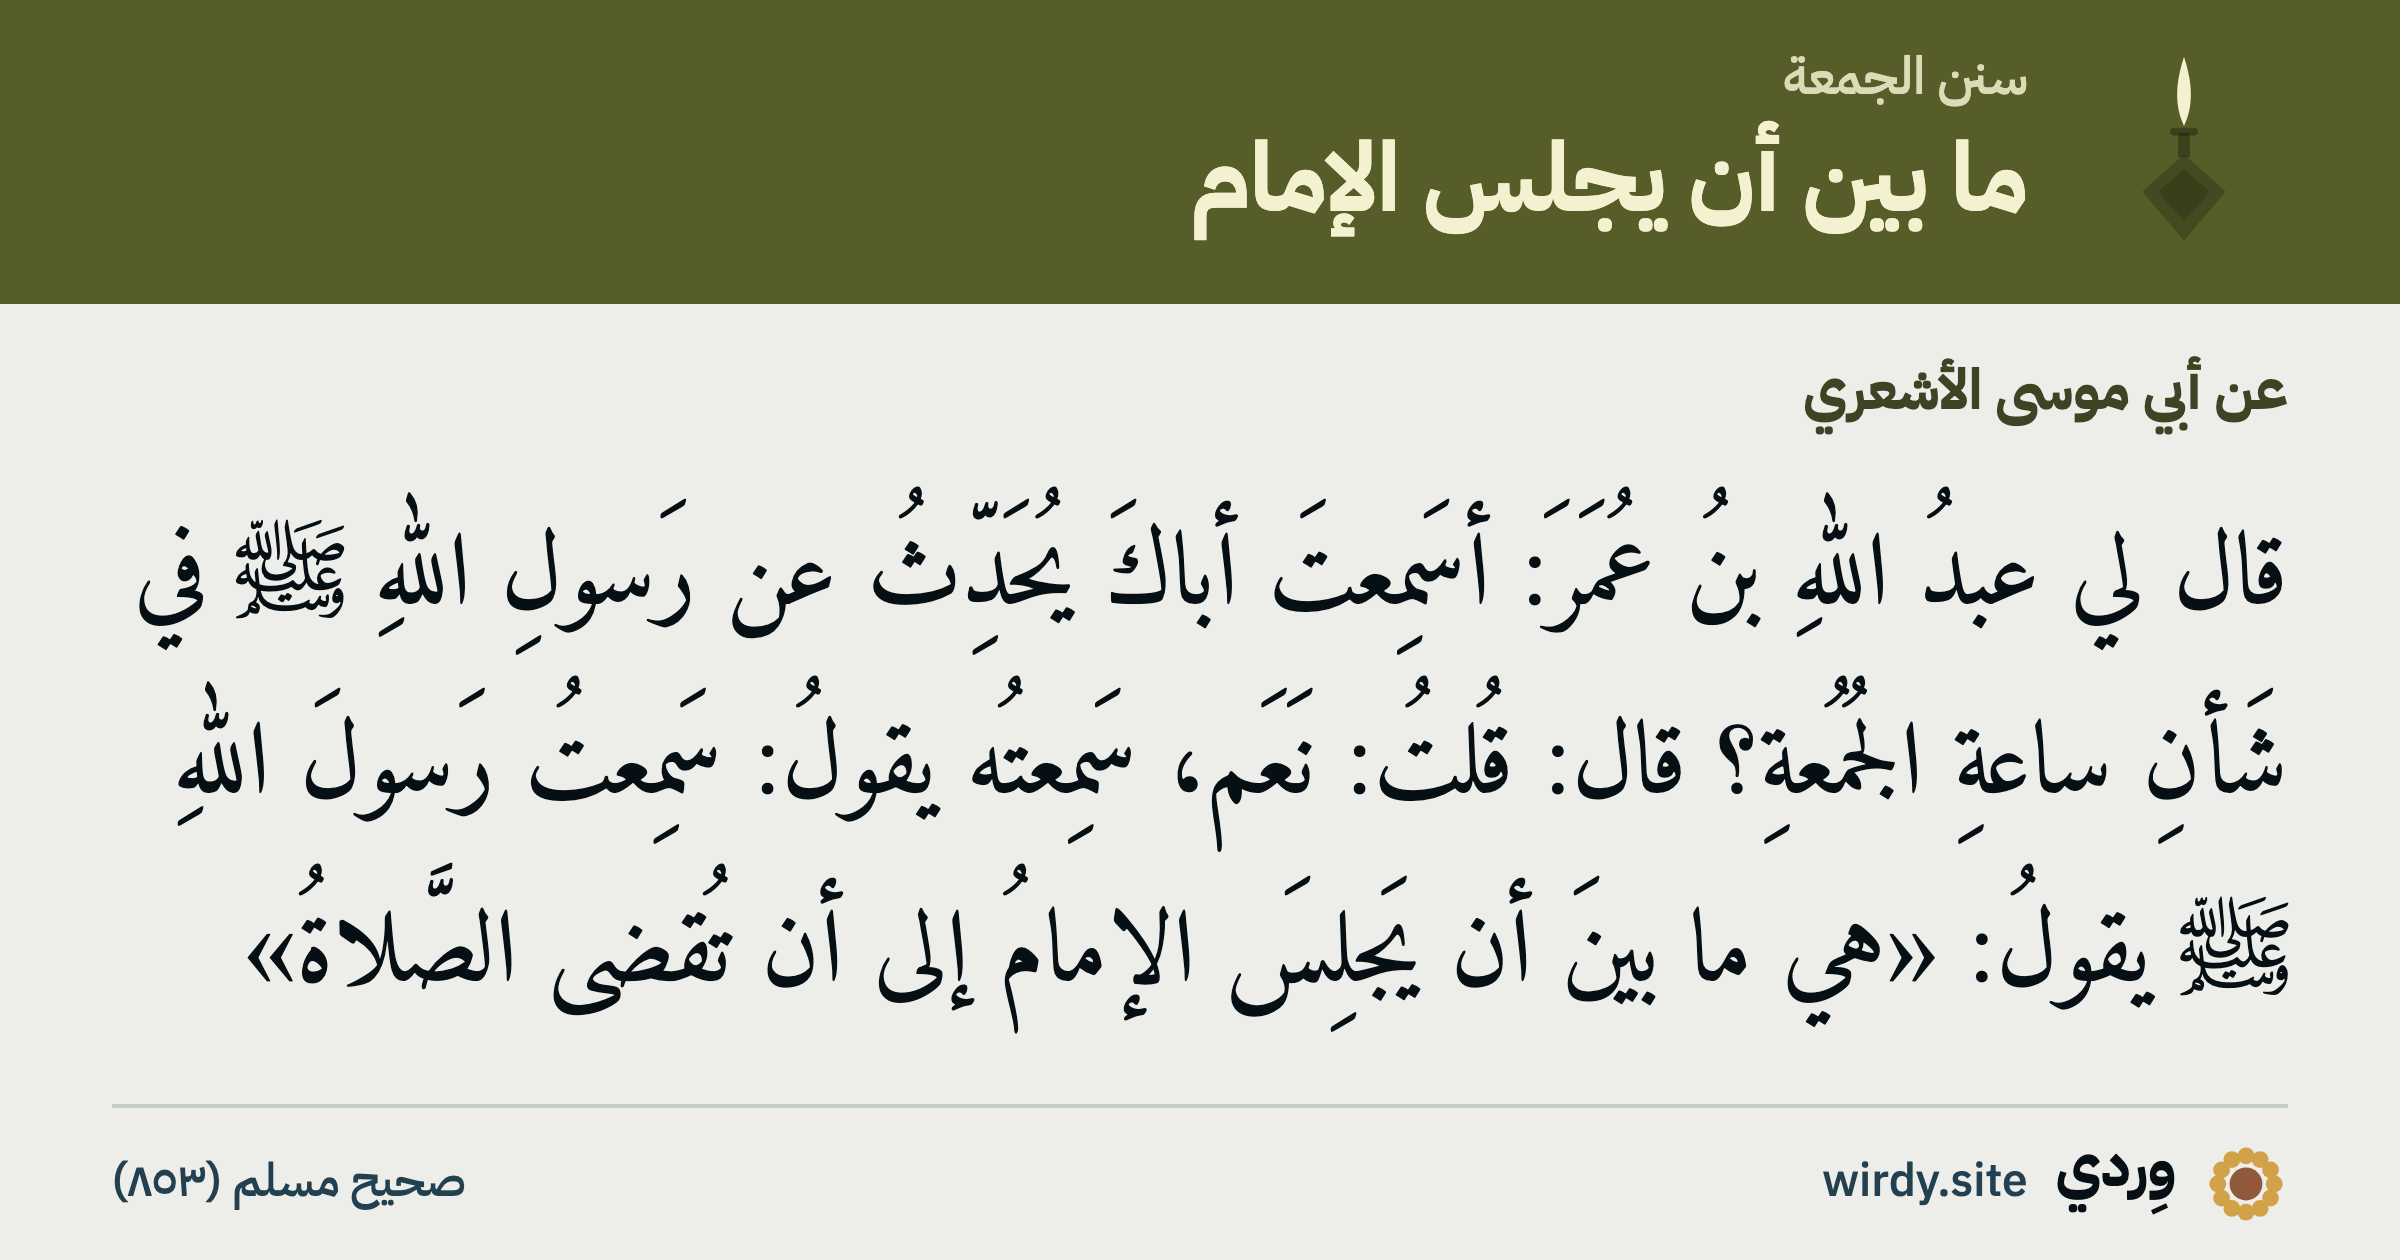 سنن الجمعة
ما بين أن يجلس الإمام
عن أبي موسى الأشعري
قال لي عبدُ اللهِ بنُ عُمَرَ: أسَمِعتَ أباكَ يُحَدِّثُ عن رَسولِ اللهِ ﷺ في
شَأنِ ساعةِ الجُمُعةِ؟ قال: قُلتُ: نَعَم، سَمِعتُه يقولُ: سَمِعتُ رَسولَ اللهِ
ﷺ يقولُ: «هي ما بينَ أن يَجلِسَ الإمامُ إلى أن تُقضى الصَّلاةُ»
وِردي wirdy.site
صحيح مسلم (٨٥٣)